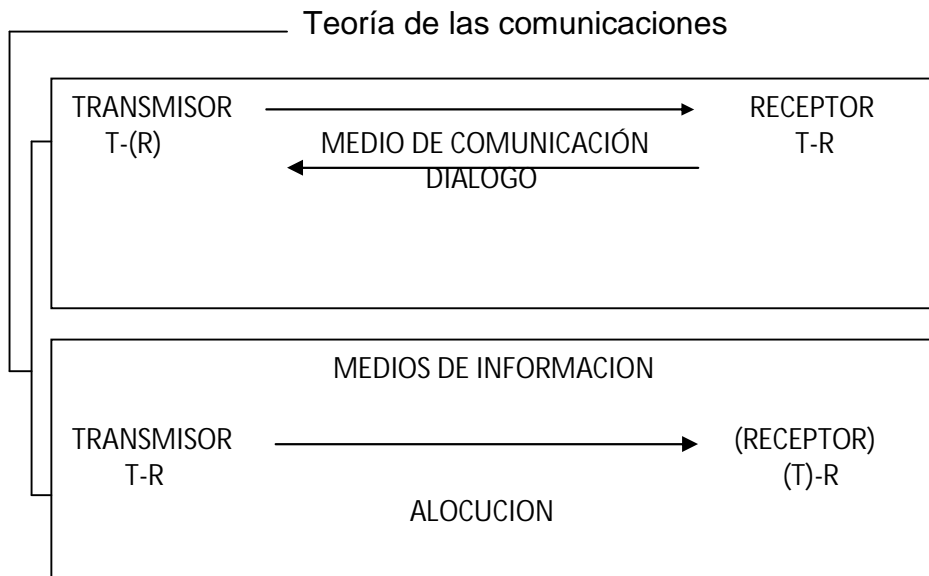 Teoría de las comunicaciones
TRANSMISOR RECEPTOR
T-(R) MEDIO DE COMUNICACIÓN T-R
DIALOGO
MEDIOS DE INFORMACION
TRANSMISOR (RECEPTOR)
T-R (T)-R
ALOCUCION